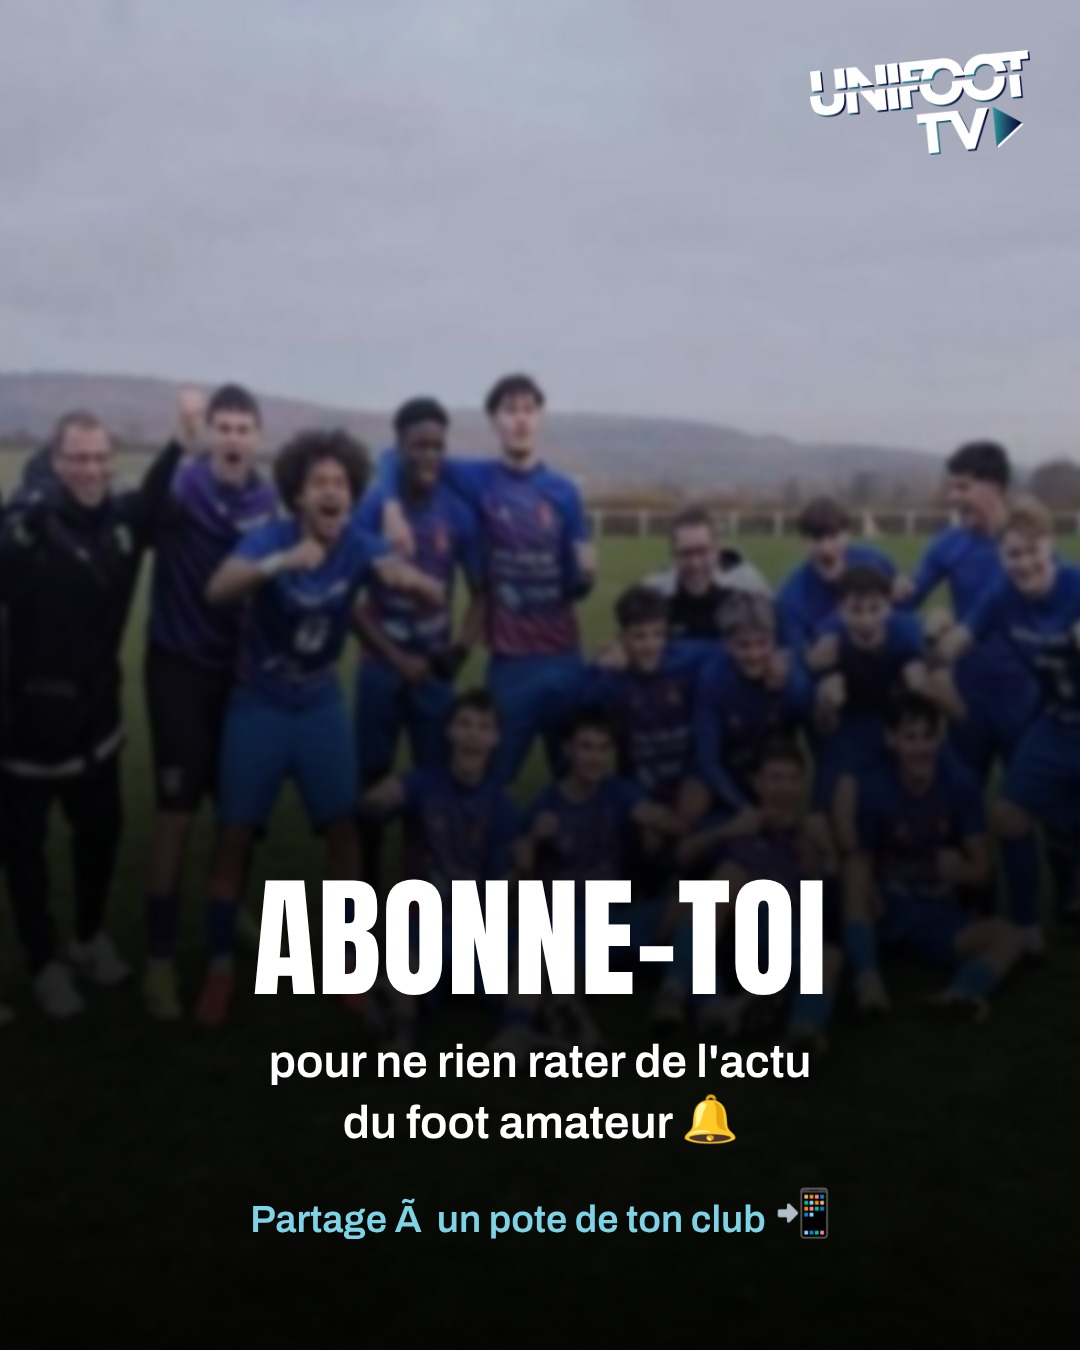 UNIFOOT
TV
ABONNE-TOI
pour ne rien rater de l'actu
du foot amateur 🔔
Partage Ã  un pote de ton club 📲